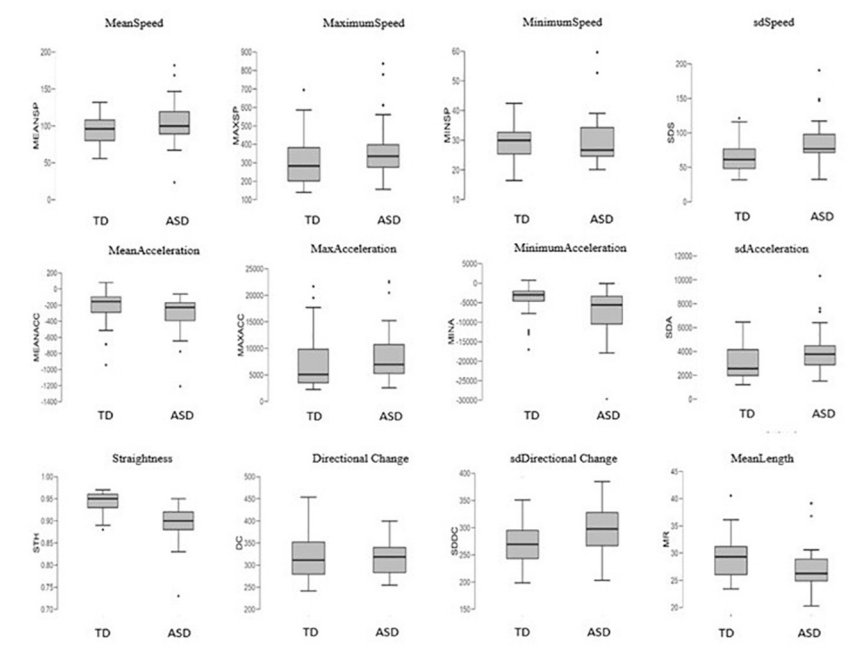 MeanSpeed MaximumSpeed MinimumSpeed sdSpeed
200 900 60
800
200
150 700 50
600
MEANSP MAXSP MINSP SDS
150
100 500 40
400
100
50 300 30
200
50
20
0 100 10
0
TD ASD TD ASD TD ASD TD ASD
MeanAcceleration MaxAcceleration MinimumAcceleration sdAcceleration
200 25000 5000 12000
0 0
-200 20000 -5000 10000
-400 8000
MEANACC MAXACC MINA SDA
-600 15000 -10000 6000
-800 10000 -15000 4000
-1000 -20000
-1200 5000 -25000 2000
-1400 0 -30000 0
TD ASD TD ASD TD ASD TD ASD
Straightness Directional Change sdDirectional Change MeanLength
1.00 500 400 45
0.95 450 350 40
0.90 400 35
STH DC SDDC MR
0.85 350 300 30
0.80 300 250 25
0.75 250 200 20
0.70 200 150
TD ASD TD ASD TD ASD TD ASD